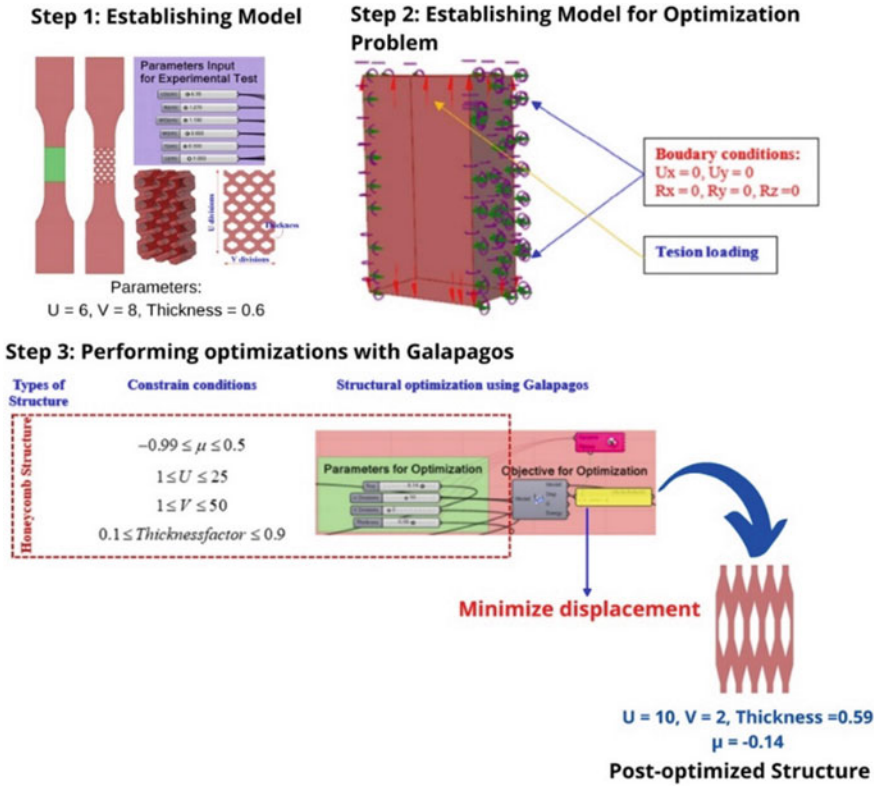 Step 1: Establishing Model
Parameters Input
for Experimental Test
U divisions
Thickness
V divisions
Parameters:
U = 6, V = 8, Thickness = 0.6
Step 2: Establishing Model for Optimization
Problem
Boudary conditions:
Ux = 0, Uy = 0
Rx = 0, Ry = 0, Rz =0
Tesion loading
Step 3: Performing optimizations with Galapagos
Types of
Structure
Constrain conditions
Structural optimization using Galapagos
Honeycomb Structure
−0.99 ≤ μ ≤ 0.5
1 ≤ U ≤ 25
1 ≤ V ≤ 50
0.1 ≤ Thicknessfactor ≤ 0.9
Parameters for Optimization
Objective for Optimization
Minimize displacement
U = 10, V = 2, Thickness =0.59
μ = -0.14
Post-optimized Structure